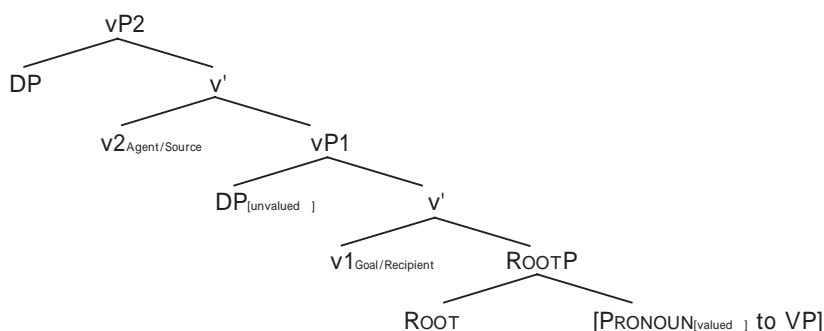 vP2
DP v'
v2Agent/Source vP1
DP[unvalued ] v'
v1Goal/Recipient ROOTP
ROOT [PRONOUN[valued ] to VP]